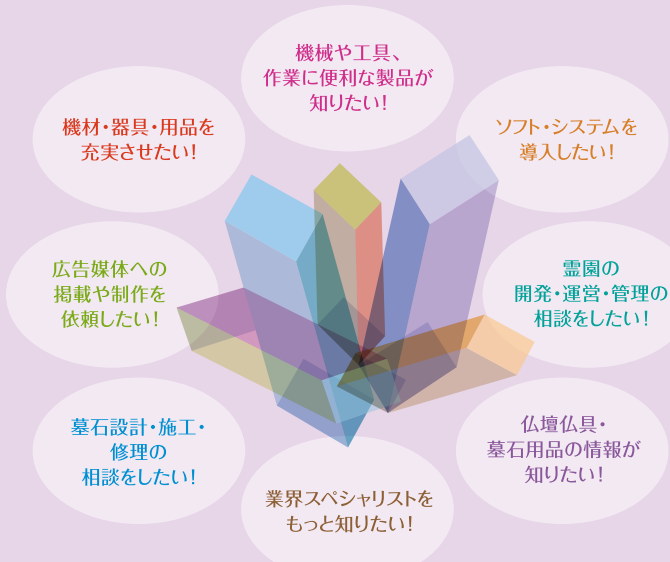 機械や工具、
作業に便利な製品が
知りたい！
機材・器具・用品を
充実させたい！
ソフト・システムを
導入したい！
広告媒体への
掲載や制作を
依頼したい！
霊園の
開発・運営・管理の
相談をしたい！
墓石設計・施工・
修理の
相談をしたい！
仏壇仏具・
墓石用品の情報が
知りたい！
業界スペシャリストを
もっと知りたい！